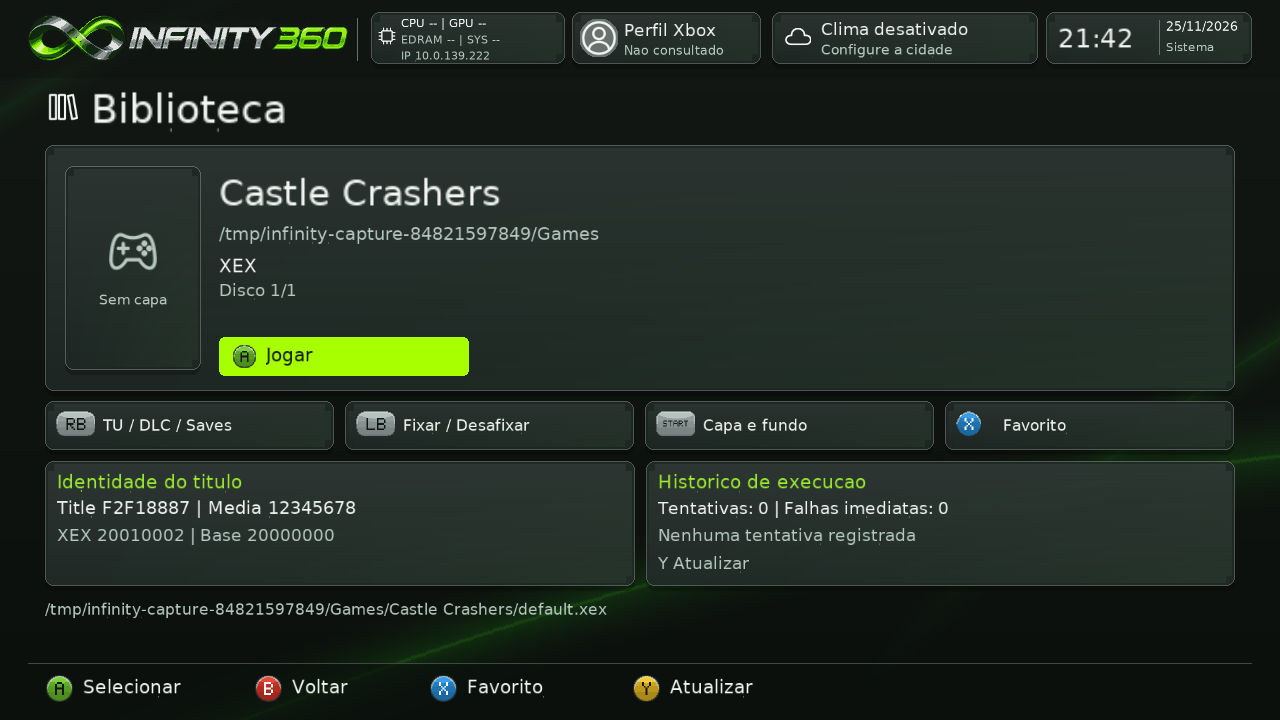 INFINITY 360
CPU -- | GPU --
EDRAM -- | SYS --
IP 10.0.139.222
Perfil Xbox
Nao consultado
Clima desativado
Configure a cidade
21:42
25/11/2026
Sistema
Biblioteca
Sem capa
Castle Crashers
/tmp/infinity-capture-84821597849/Games
XEX
Disco 1/1
A Jogar
RB TU / DLC / Saves
LB Fixar / Desafixar
START Capa e fundo
X Favorito
Identidade do titulo
Title F2F18887 | Media 12345678
XEX 20010002 | Base 20000000
Historico de execucao
Tentativas: 0 | Falhas imediatas: 0
Nenhuma tentativa registrada
Y Atualizar
/tmp/infinity-capture-84821597849/Games/Castle Crashers/default.xex
A Selecionar
B Voltar
X Favorito
Y Atualizar